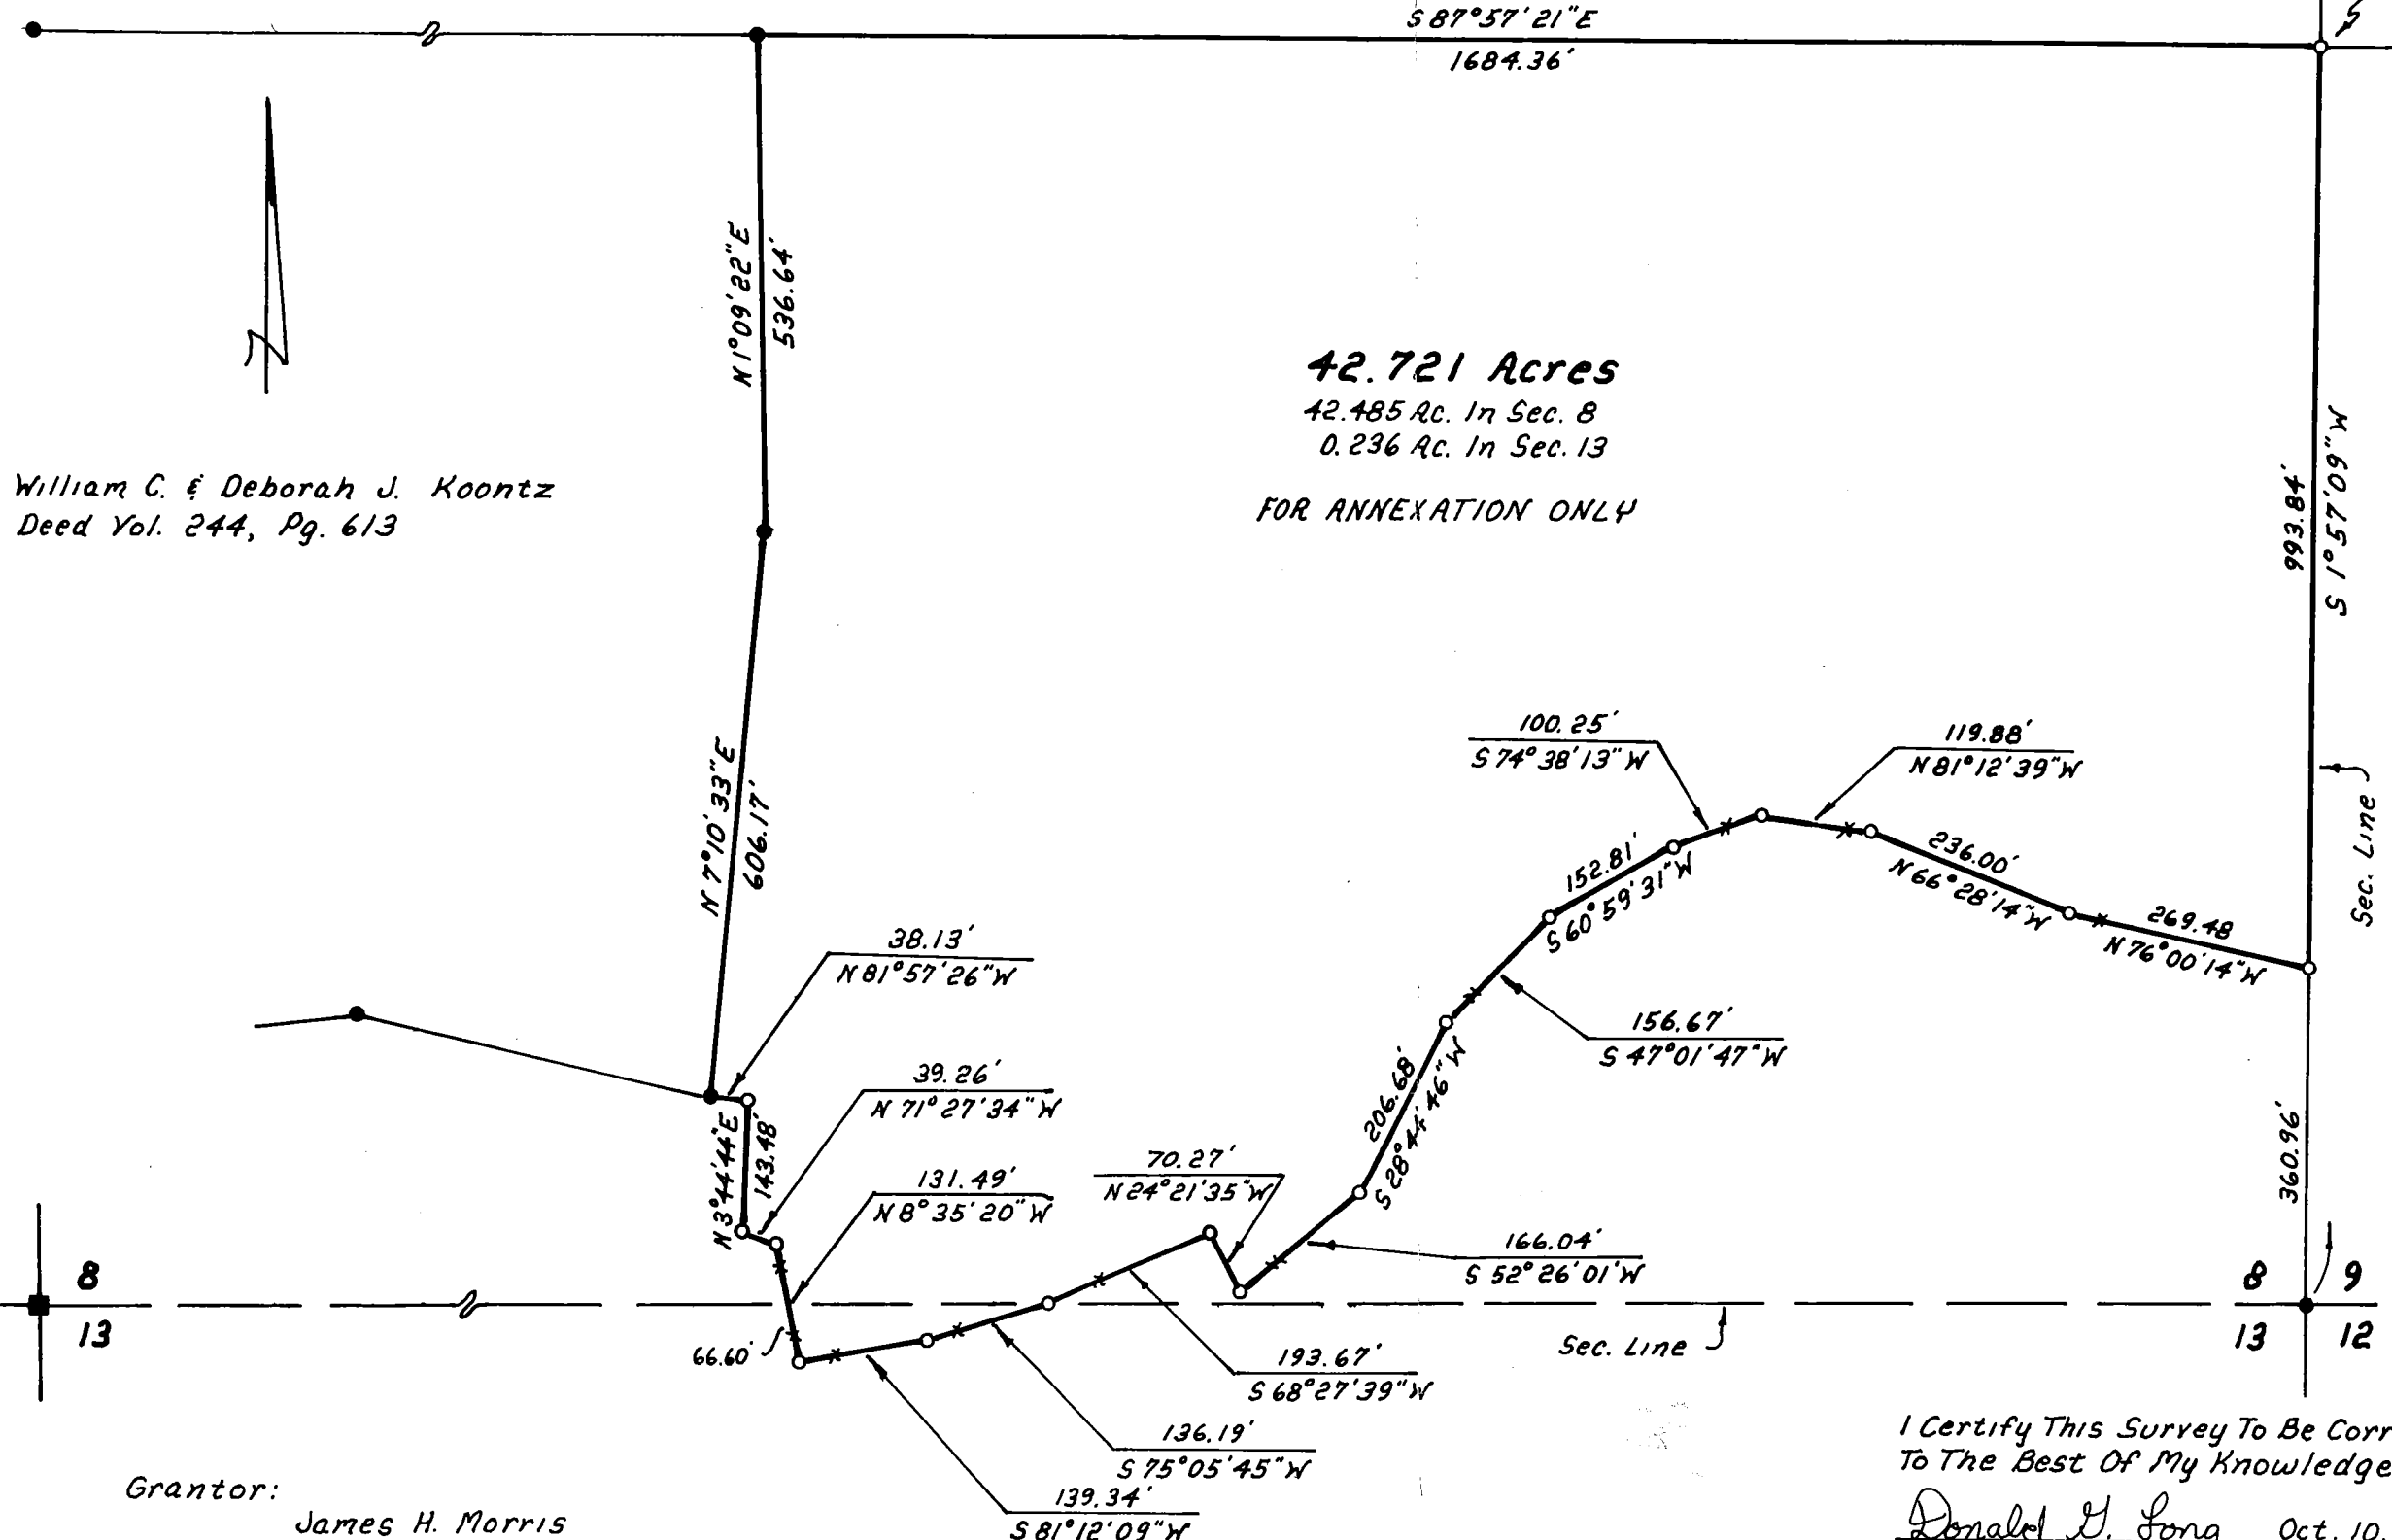 S 87°57'21"E
1684.36'
N 1°09'22"E
536.64'
42.721 Acres
42.485 Ac. In Sec. 8
0.236 Ac. In Sec. 13
FOR ANNEXATION ONLY
William C. & Deborah J. Koontz
Deed Vol. 244, Pg. 613
993.84'
S 1°57'09"W
Sec. Line
N 7°10'33"E
606.17'
100.25'
S 74°38'13"W
119.88'
N 81°12'39"W
152.81'
S 60°59'31"W
236.00'
N 66°28'14"W
269.48
N 76°00'14"W
38.13'
N 81°57'26"W
156.67'
S 47°01'47"W
39.26'
N 71°27'34"W
206.68'
S 28°44'46"W
N 3°44'44"E
143.48'
131.49'
N 8°35'20"W
70.27'
N 24°21'35"W
166.04'
S 52°26'01'W
360.96'
8
13
8
9
13
12
66.60'
Sec. Line
193.67'
S 68°27'39"W
136.19'
S 75°05'45"W
139.34'
S 81°12'09"W
Grantor:
James H. Morris
I Certify This Survey To Be Corr
To The Best Of My Knowledge
Donald G. Long Oct. 10,